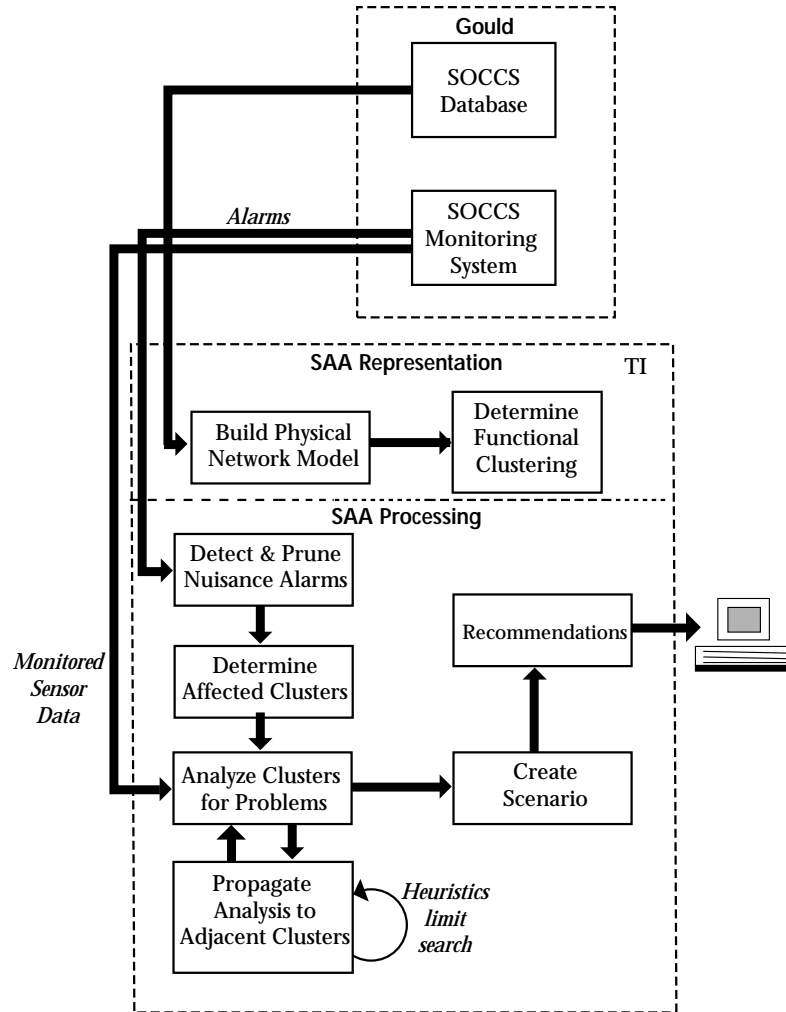 Gould
SOCCS
Database
Alarms
SOCCS
Monitoring
System
SAA Representation
TI
Build Physical
Network Model
Determine
Functional
Clustering
SAA Processing
Detect & Prune
Nuisance Alarms
Recommendations
Monitored
Sensor
Data
Determine
Affected Clusters
Analyze Clusters
for Problems
Create
Scenario
Propagate
Analysis to
Adjacent Clusters
Heuristics
limit
search